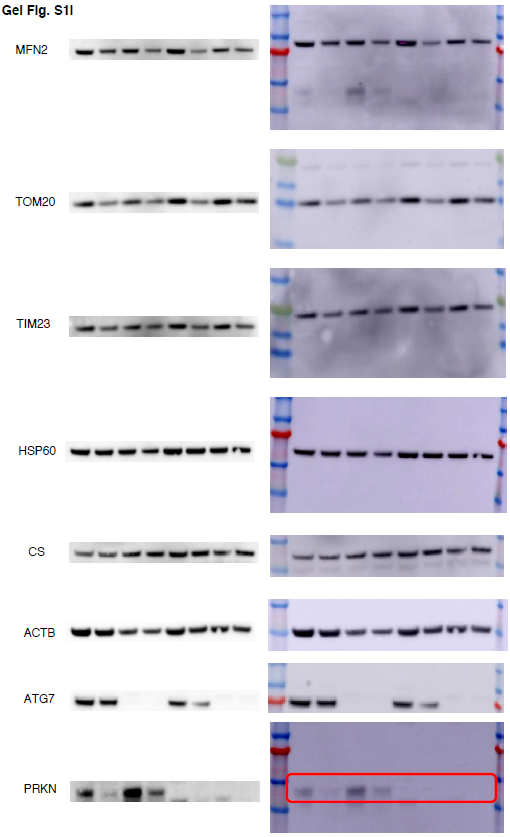 Gel Fig. S1I
MFN2
TOM20
TIM23
HSP60
CS
ACTB
ATG7
PRKN